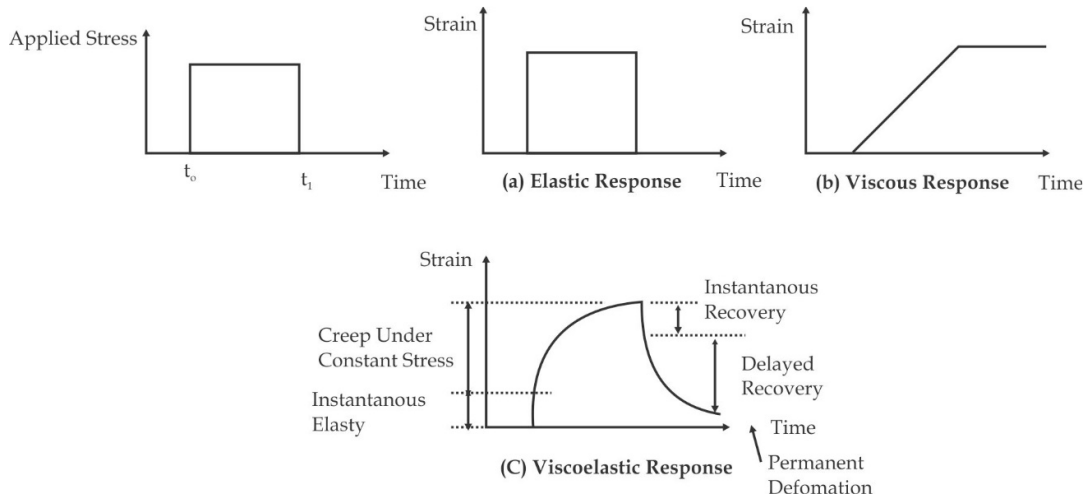 Applied Stress
t₀
t₁
Time
Strain
(a) Elastic Response
Time
Strain
(b) Viscous Response
Time
Strain
Creep Under
Constant Stress
Instantanous
Elasty
Instantanous
Recovery
Delayed
Recovery
Time
Permanent
Defomation
(C) Viscoelastic Response